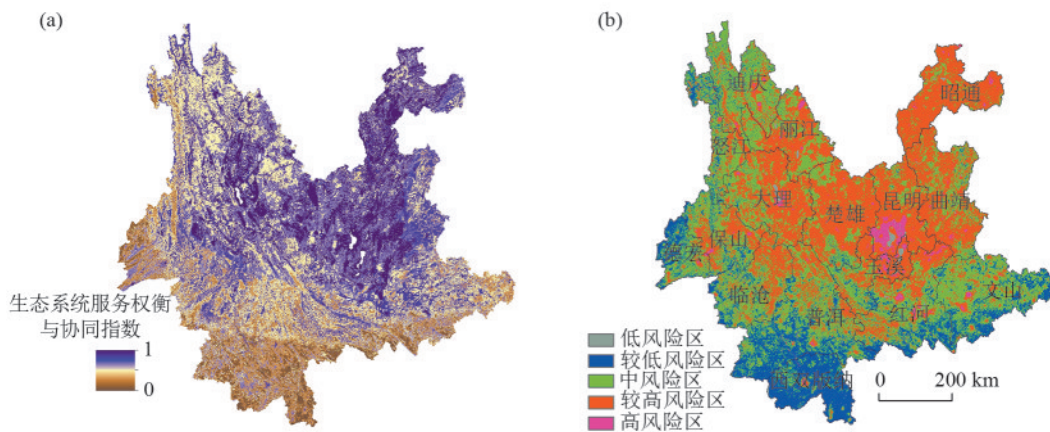 (a)
生态系统服务权衡
与协同指数
1
0
(b)
迪庆
昭通
丽江
怒江
大理
楚雄
昆明
曲靖
保山
德宏
玉溪
临沧
普洱
红河
文山
低风险区
较低风险区
中风险区
较高风险区
高风险区
0 200 km